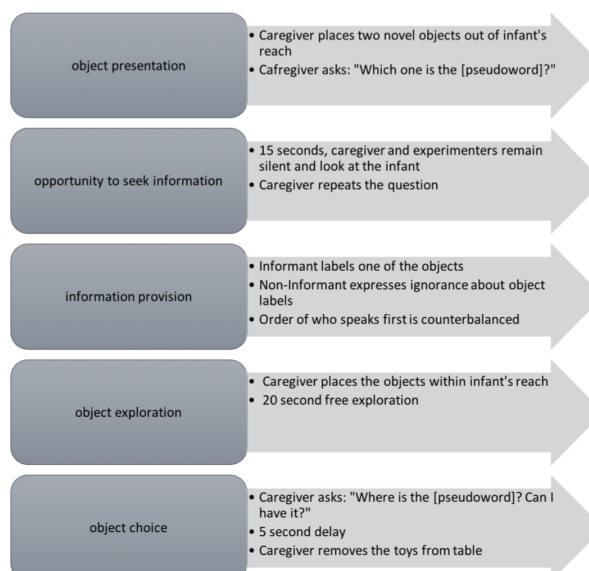 object presentation
• Caregiver places two novel objects out of infant's
reach
• Cafregiver asks: "Which one is the [pseudoword]?"
opportunity to seek information
• 15 seconds, caregiver and experimenters remain
silent and look at the infant
• Caregiver repeats the question
information provision
• Informant labels one of the objects
• Non-Informant expresses ignorance about object
labels
• Order of who speaks first is counterbalanced
object exploration
• Caregiver places the objects within infant's reach
• 20 second free exploration
object choice
• Caregiver asks: "Where is the [pseudoword]? Can I
have it?"
• 5 second delay
• Caregiver removes the toys from table